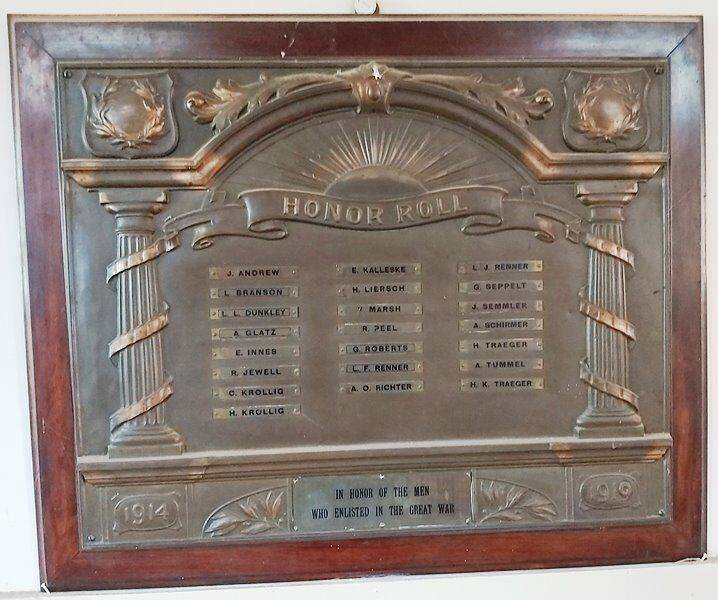 HONOR ROLL
J. ANDREW
L. BRANSON
L. L. DUNKLEY
A. GLATZ
E. INNES
R. JEWELL
C. KROLLIG
H. KROLLIG
E. KALLESKE
H. LIERSCH
MARSH
R. PEEL
G. ROBERTS
L. F. RENNER
A. O. RICHTER
L. J. RENNER
G. SEPPELT
J. SEMMLER
A. SCHIRMER
H. TRAEGER
A. TUMMEL
H. K. TRAEGER
1914
IN HONOR OF THE MEN
WHO ENLISTED IN THE GREAT WAR
1919